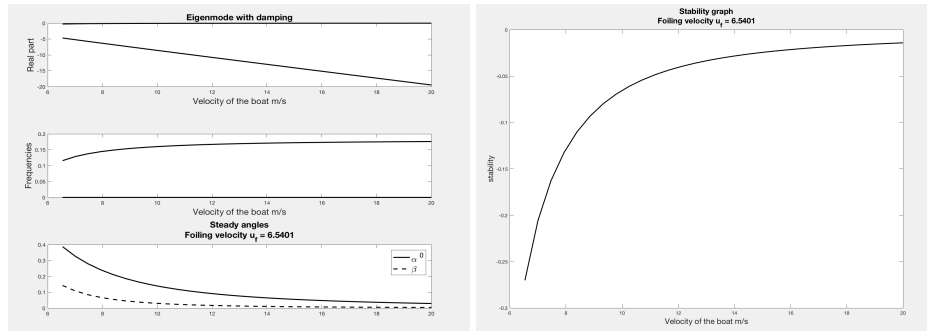 Eigenmode with damping
Real part
0
-5
-10
-15
-20
6 8 10 12 14 16 18 20
Velocity of the boat m/s
Frequencies
0.2
0.15
0.1
0.05
0
6 8 10 12 14 16 18 20
Velocity of the boat m/s
Steady angles
Foiling velocity u_f = 6.5401
0.4
0.3
0.2
0.1
0
α⁰
β
6 8 10 12 14 16 18 20
Velocity of the boat m/s
Stability graph
Foiling velocity u_f = 6.5401
stability
0
-0.05
-0.1
-0.15
-0.2
-0.25
-0.3
6 8 10 12 14 16 18 20
Velocity of the boat m/s